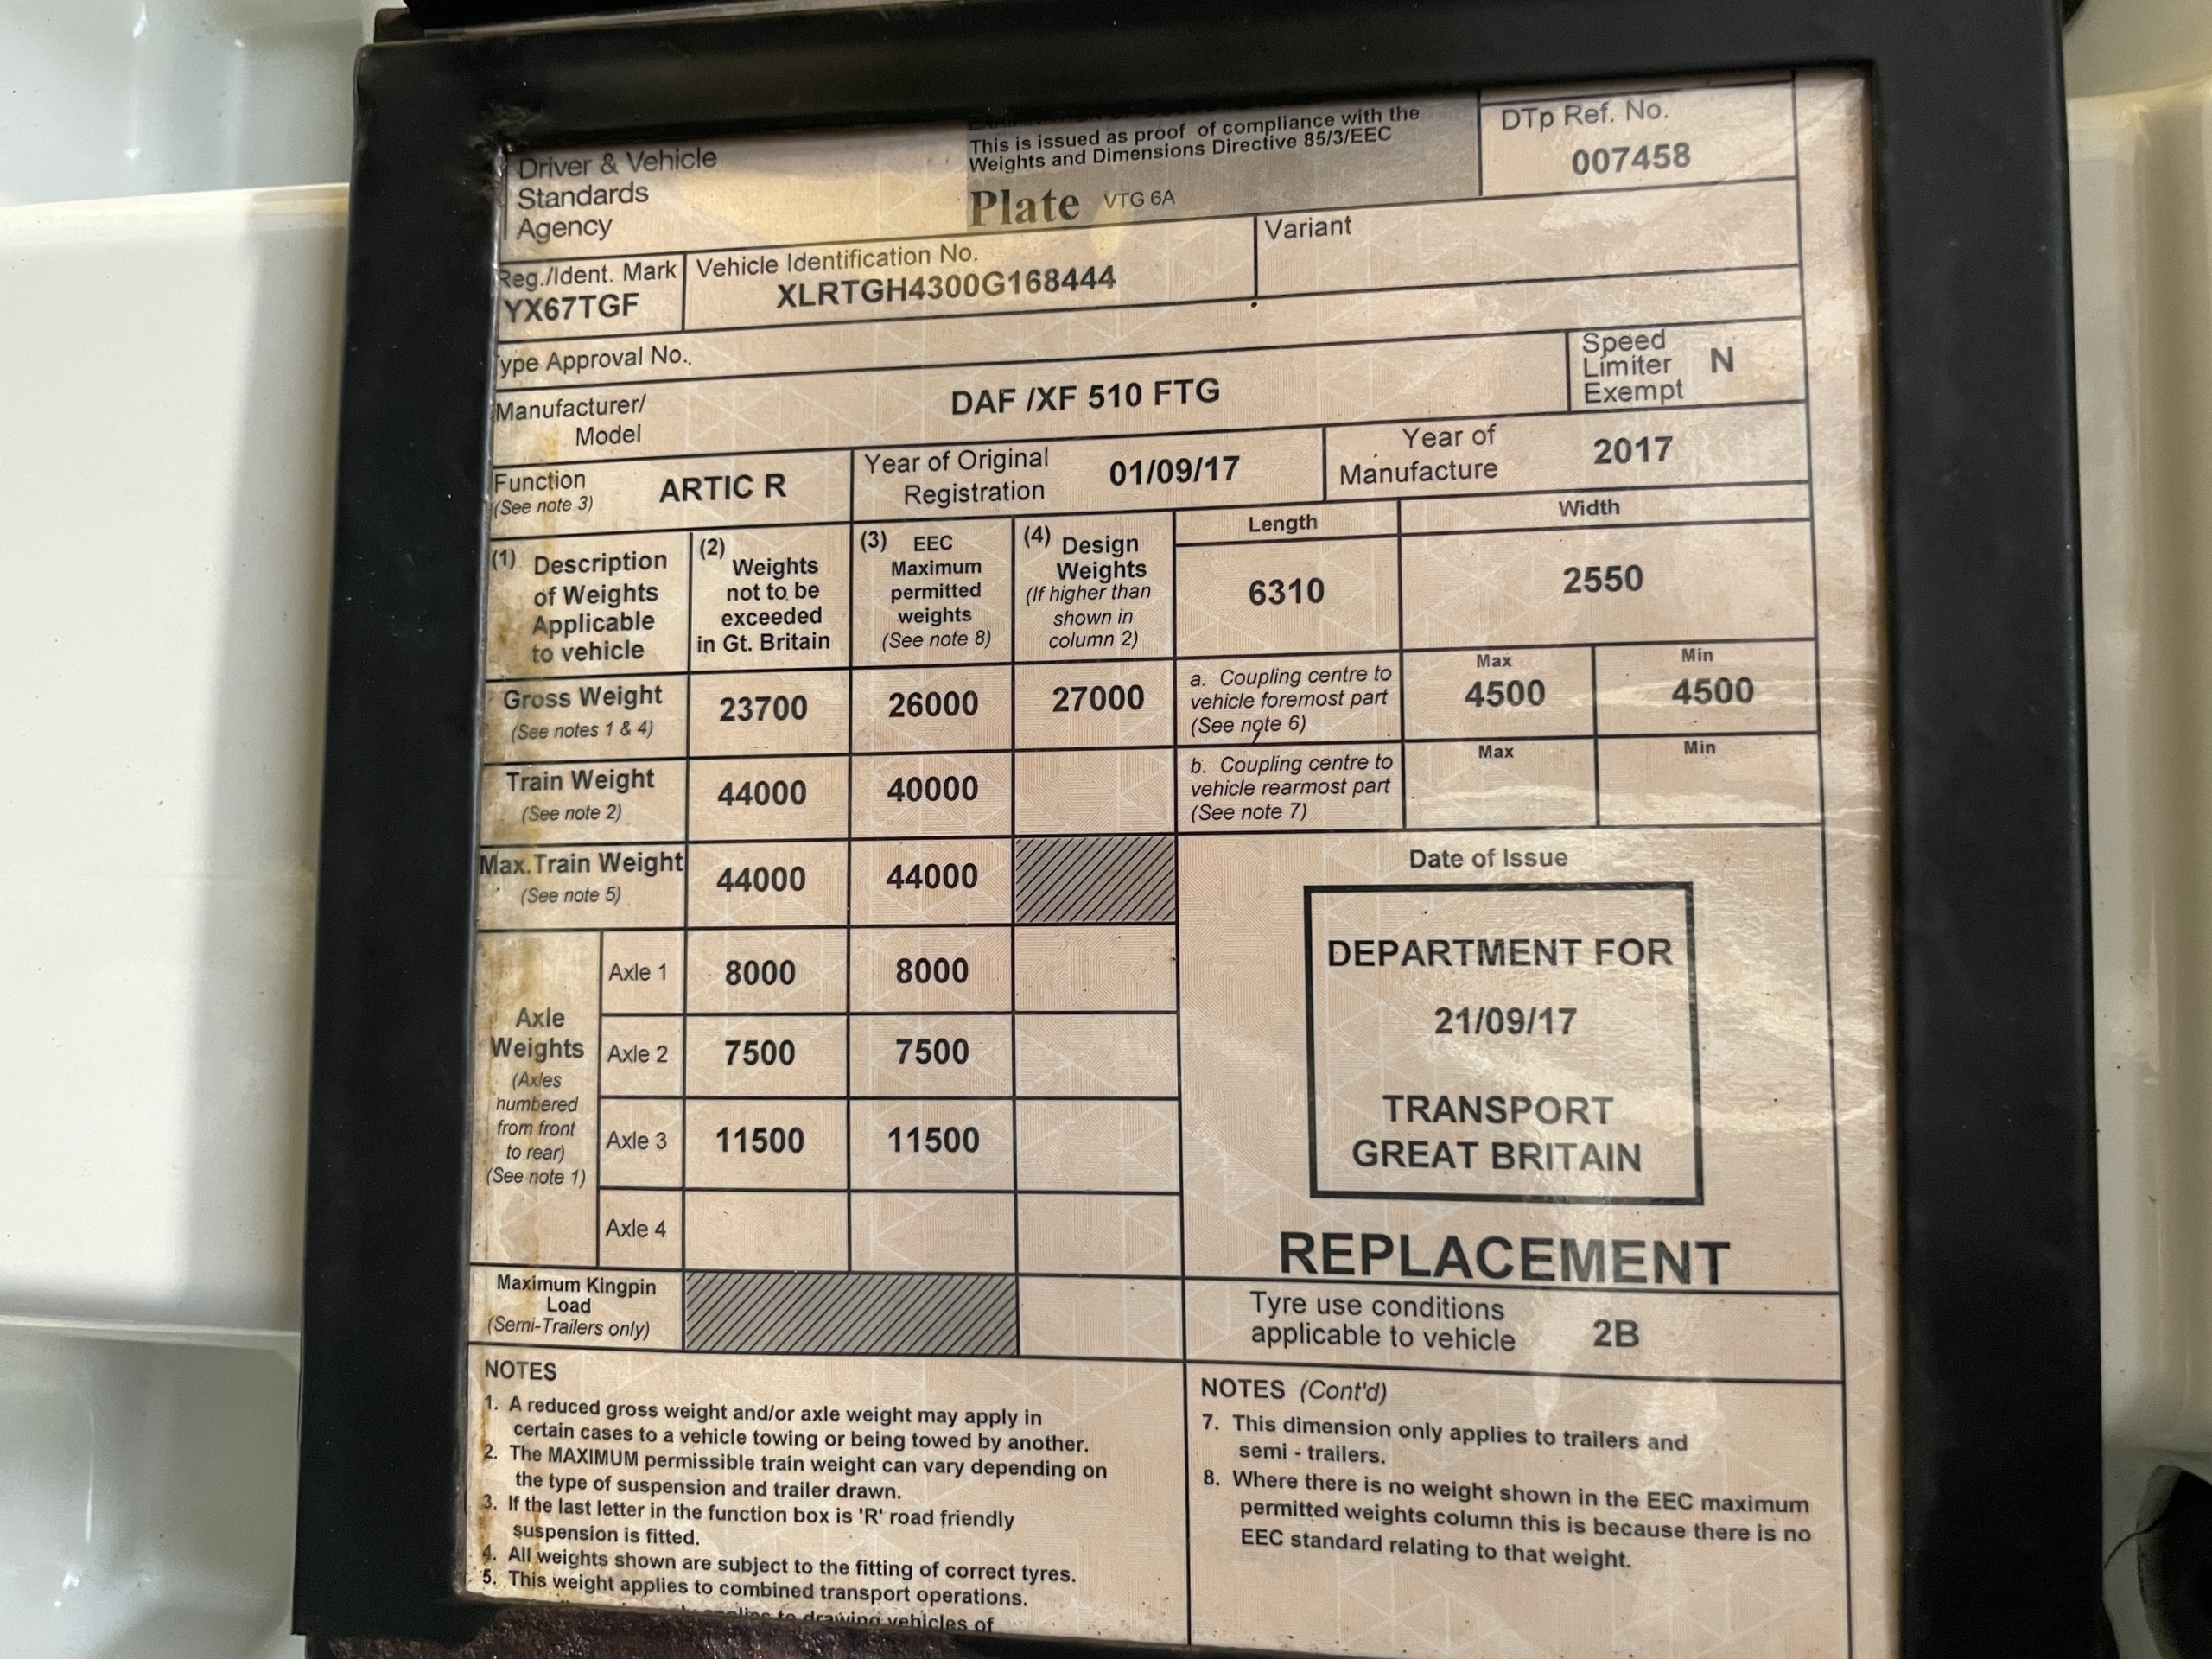 Driver & Vehicle
Standards
Agency
This is issued as proof of compliance with the
Weights and Dimensions Directive 85/3/EEC
Plate VTG 6A
DTp Ref. No.
007458
Reg./Ident. Mark
YX67TGF
Vehicle Identification No.
XLRTGH4300G168444
Variant
ype Approval No.
Manufacturer/
Model
DAF /XF 510 FTG
Speed
Limiter
Exempt
N
Function
(See note 3)
ARTIC R
Year of Original
Registration
01/09/17
Year of
Manufacture
2017
(1) Description
of Weights
Applicable
to vehicle
(2)
Weights
not to be
exceeded
in Gt. Britain
(3) EEC
Maximum
permitted
weights
(See note 8)
(4) Design
Weights
(If higher than
shown in
column 2)
Length
6310
Width
2550
Gross Weight
(See notes 1 & 4)
23700
26000
27000
a. Coupling centre to
vehicle foremost part
(See note 6)
Max
4500
Min
4500
Train Weight
(See note 2)
44000
40000
b. Coupling centre to
vehicle rearmost part
(See note 7)
Max
Min
Max.Train Weight
(See note 5)
44000
44000
Axle
Weights
(Axles
numbered
from front
to rear)
(See note 1)
Axle 1
8000
8000
Axle 2
7500
7500
Axle 3
11500
11500
Axle 4
Maximum Kingpin
Load
(Semi-Trailers only)
Date of Issue
DEPARTMENT FOR
21/09/17
TRANSPORT
GREAT BRITAIN
REPLACEMENT
Tyre use conditions
applicable to vehicle
2B
NOTES
1. A reduced gross weight and/or axle weight may apply in
certain cases to a vehicle towing or being towed by another.
2. The MAXIMUM permissible train weight can vary depending on
the type of suspension and trailer drawn.
3. If the last letter in the function box is 'R' road friendly
suspension is fitted.
4. All weights shown are subject to the fitting of correct tyres.
5. This weight applies to combined transport operations.
applies to drawing vehicles of
NOTES (Cont'd)
7. This dimension only applies to trailers and
semi - trailers.
8. Where there is no weight shown in the EEC maximum
permitted weights column this is because there is no
EEC standard relating to that weight.